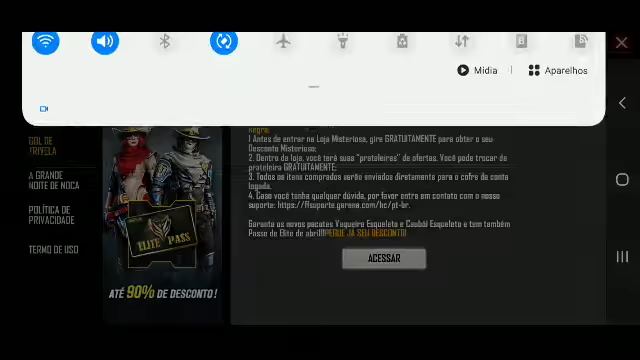 Mídia
Aparelhos
GOL DE
A GRANDE
NOITE DE NOCA
POLÍTICA DE
PRIVACIDADE
TERMO DE USO
ELITE PASS
ATÉ 90% DE DESCONTO!
Regra:
1 Antes de entrar na Loja Misteriosa, gire GRATUITAMENTE para obter o seu
Desconto Misterioso;
2. Dentro da loja, você terá suas "prateleiras" de ofertas. Você pode trocar de
prateleira GRATUITAMENTE;
3. Todos os itens comprados serão enviados diretamente para o cofre da conta
logada.
4. Caso você tenha qualquer dúvida, por favor entre em contato com o nosso
suporte: https://ffsuporte.garena.com/hc/pt-br.
Garanta os novos pacotes Vaqueiro Esqueleto e Caubói Esqueleto e tem também
Passe de Elite de abril!!!PEGUE JÁ SEU DESCONTO!!!
ACESSAR